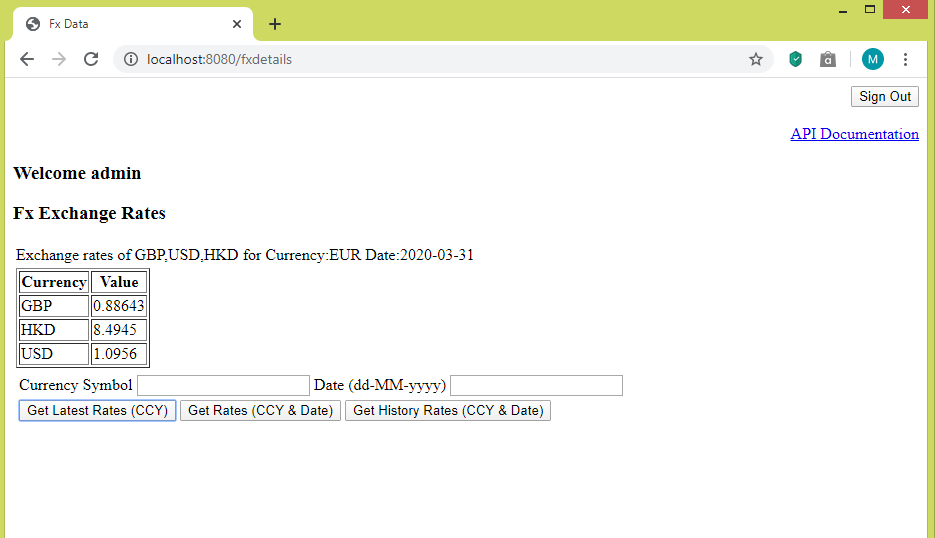 Fx Data
localhost:8080/fxdetails
M
Sign Out
API Documentation
Welcome admin
Fx Exchange Rates
Exchange rates of GBP,USD,HKD for Currency:EUR Date:2020-03-31
Currency Value
GBP 0.88643
HKD 8.4945
USD 1.0956
Currency Symbol Date (dd-MM-yyyy)
Get Latest Rates (CCY) Get Rates (CCY & Date) Get History Rates (CCY & Date)